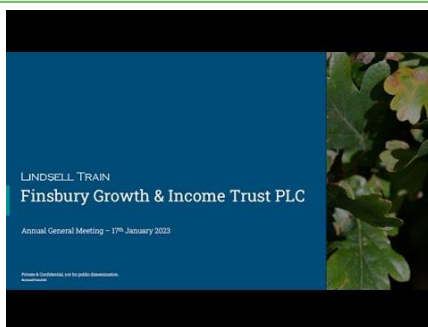 LINDSELL TRAIN
Finsbury Growth & Income Trust PLC
Annual General Meeting – 17th January 2023
Private & Confidential, not for public dissemination.